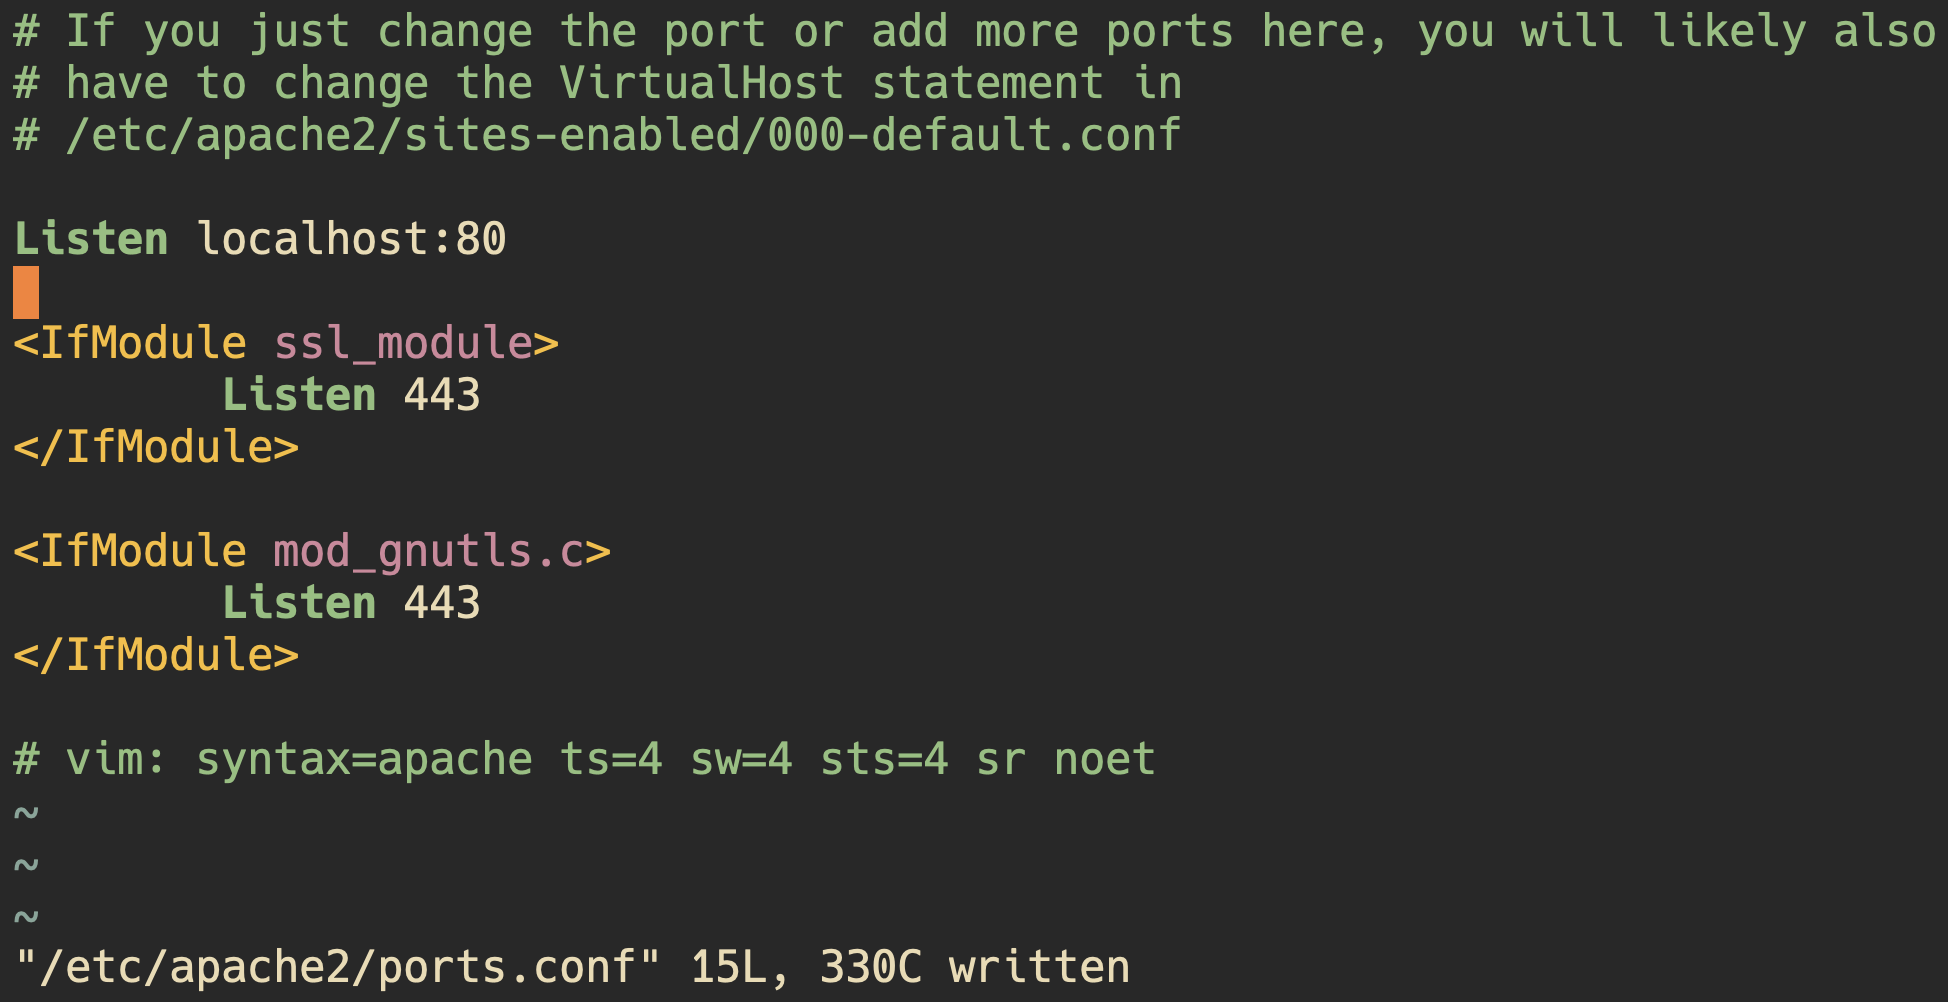 # If you just change the port or add more ports here, you will likely also
# have to change the VirtualHost statement in
# /etc/apache2/sites-enabled/000-default.conf

Listen localhost:80

<IfModule ssl_module>
        Listen 443
</IfModule>

<IfModule mod_gnutls.c>
        Listen 443
</IfModule>

# vim: syntax=apache ts=4 sw=4 sts=4 sr noet
~
~
~
"/etc/apache2/ports.conf" 15L, 330C written